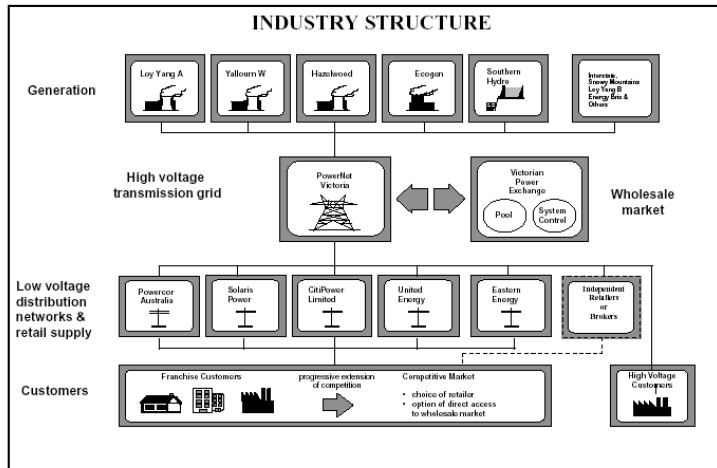 INDUSTRY STRUCTURE
Generation
Loy Yang A
Yallourn W
Hazelwood
Ecogen
Southern
Hydro
Interstate,
Snowy Mountains
Loy Yang B
Energy Brix &
Others
High voltage
transmission grid
PowerNet
Victoria
Victorian
Power
Exchange
Pool
System
Control
Wholesale
market
Low voltage
distribution
networks &
retail supply
Powercor
Australia
Solaris
Power
CitiPower
Limited
United
Energy
Eastern
Energy
Independent
Retailers
or
Brokers
Customers
Franchise Customers
progressive extension
of competition
Competitive Market
• choice of retailer
• option of direct access
to wholesale market
High Voltage
Customers